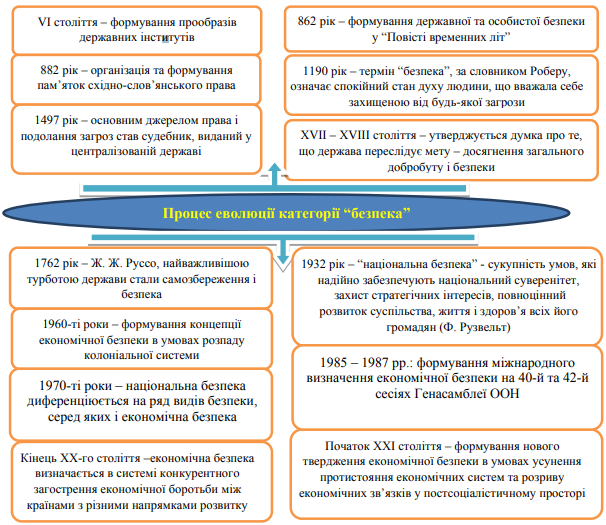 VI століття – формування прообразів
державних інститутів
882 рік – організація та формування
пам’яток східно-слов’янського права
1497 рік – основним джерелом права і
подолання загроз став судебник, виданий у
централізованій державі
862 рік – формування державної та особистої безпеки
у “Повісті временних літ”
1190 рік – термін “безпека”, за словником Роберу,
означає спокійний стан духу людини, що вважала себе
захищеною від будь-якої загрози
XVII – XVIII століття – утверджується думка про те,
що держава переслідує мету – досягнення загального
добробуту і безпеки
Процес еволюції категорії “безпека”
1762 рік – Ж. Ж. Руссо, найважливішою
турботою держави стали самозбереження і
безпека
1960-ті роки – формування концепції
економічної безпеки в умовах розпаду
колоніальної системи
1970-ті роки – національна безпека
диференціюється на ряд видів безпеки,
серед яких і економічна безпека
Кінець ХХ-го століття –економічна безпека
визначається в системі конкурентного
загострення економічної боротьби між
країнами з різними напрямками розвитку
1932 рік – “національна безпека” - сукупність умов, які
надійно забезпечують національний суверенітет,
захист стратегічних інтересів, повноцінний
розвиток суспільства, життя і здоров’я всіх його
громадян (Ф. Рузвельт)
1985 – 1987 рр.: формування міжнародного
визначення економічної безпеки на 40-й та 42-й
сесіях Генасамблеї ООН
Початок ХХІ століття – формування нового
твердження економічної безпеки в умовах усунення
протистояння економічних систем та розриву
економічних зв’язків у постсоціалістичному просторі